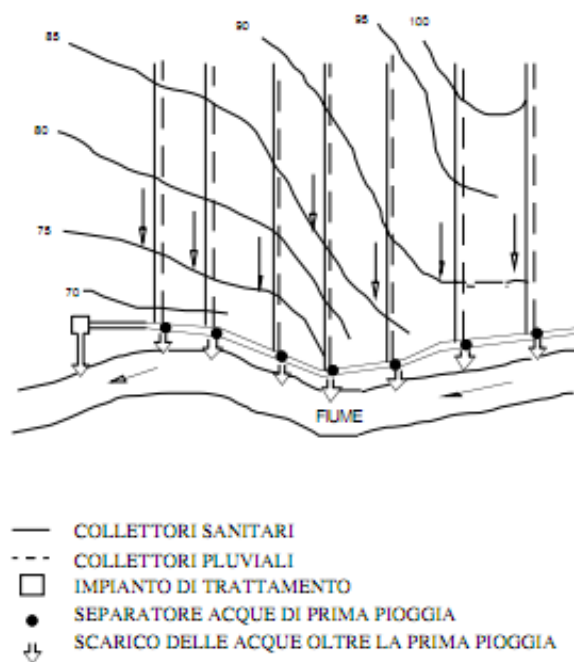 85
90
95
100
80
75
70
FIUME
COLLETTORI SANITARI
COLLETTORI PLUVIALI
IMPIANTO DI TRATTAMENTO
SEPARATORE ACQUE DI PRIMA PIOGGIA
SCARICO DELLE ACQUE OLTRE LA PRIMA PIOGGIA